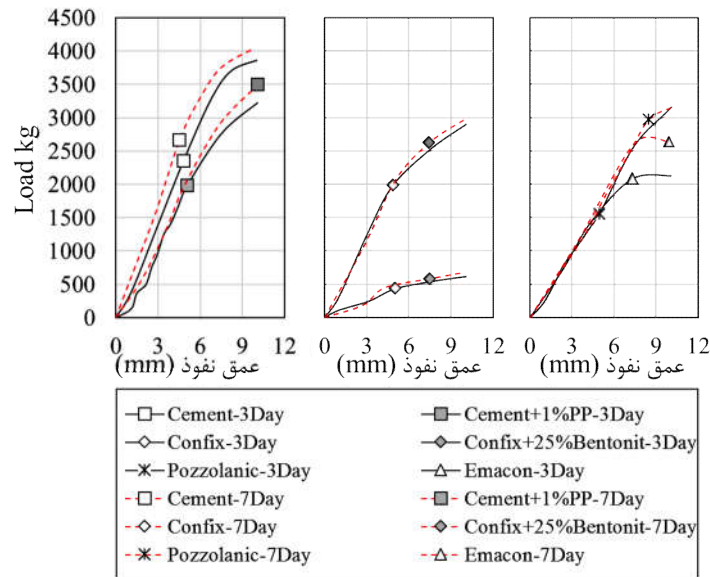 Load kg
4500
4000
3500
3000
2500
2000
1500
1000
500
0
0 3 6 9 12
0 3 6 9 12
0 3 6 9 12
عمق نفوذ (mm)
عمق نفوذ (mm)
عمق نفوذ (mm)
Cement-3Day
Cement+1%PP-3Day
Confix-3Day
Confix+25%Bentonit-3Day
Pozzolanic-3Day
Emacon-3Day
Cement-7Day
Cement+1%PP-7Day
Confix-7Day
Confix+25%Bentonit-7Day
Pozzolanic-7Day
Emacon-7Day